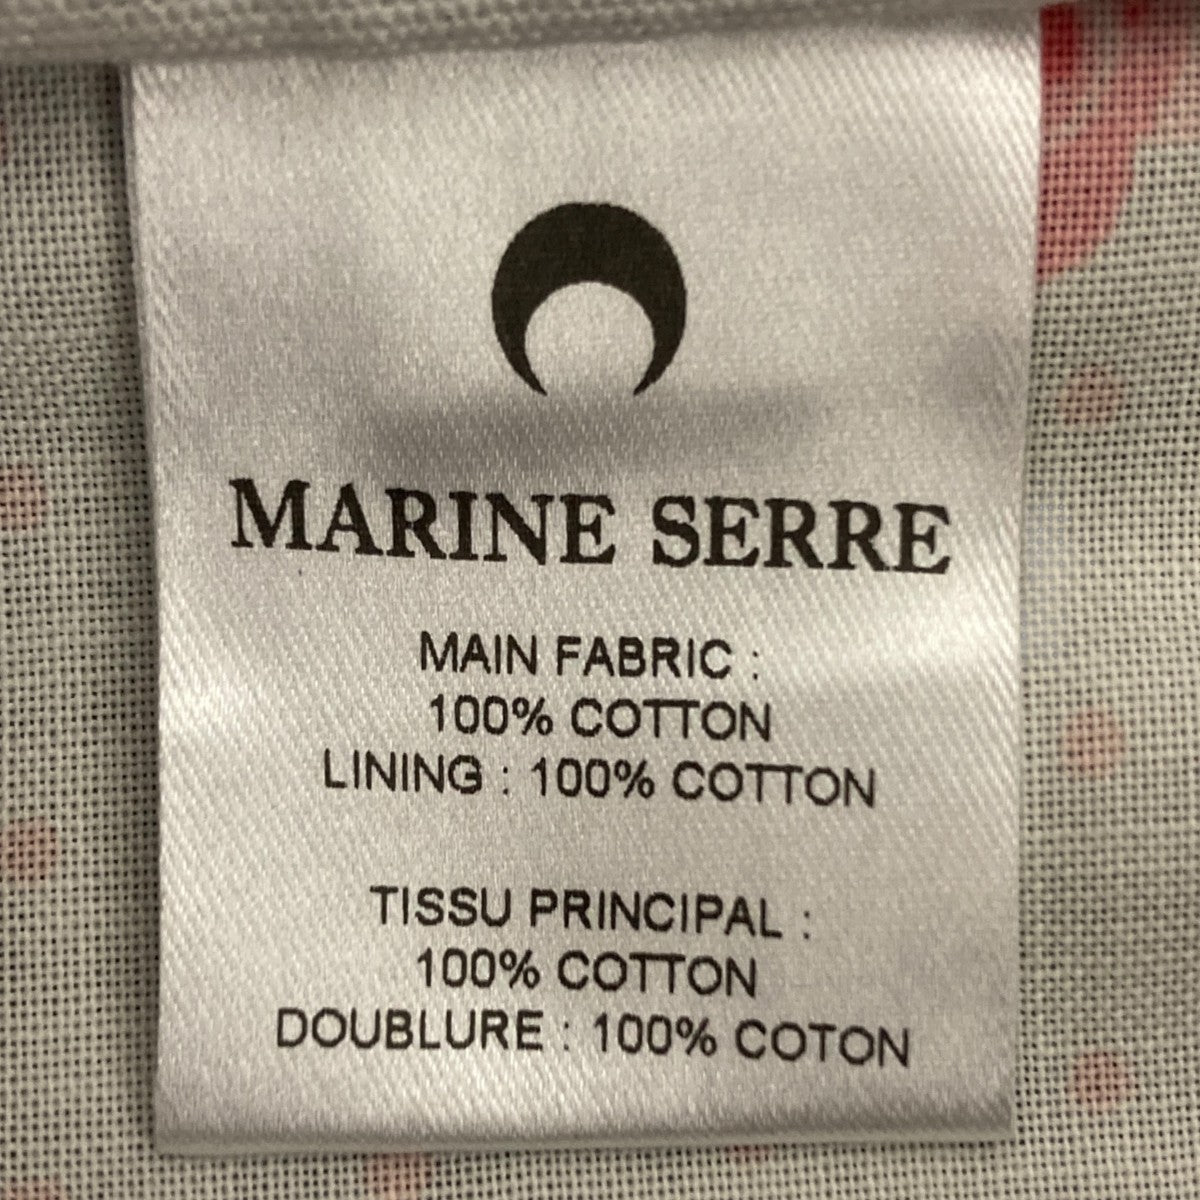 MARINE SERRE
MAIN FABRIC :
100% COTTON
LINING : 100% COTTON
TISSU PRINCIPAL :
100% COTTON
DOUBLURE : 100% COTON